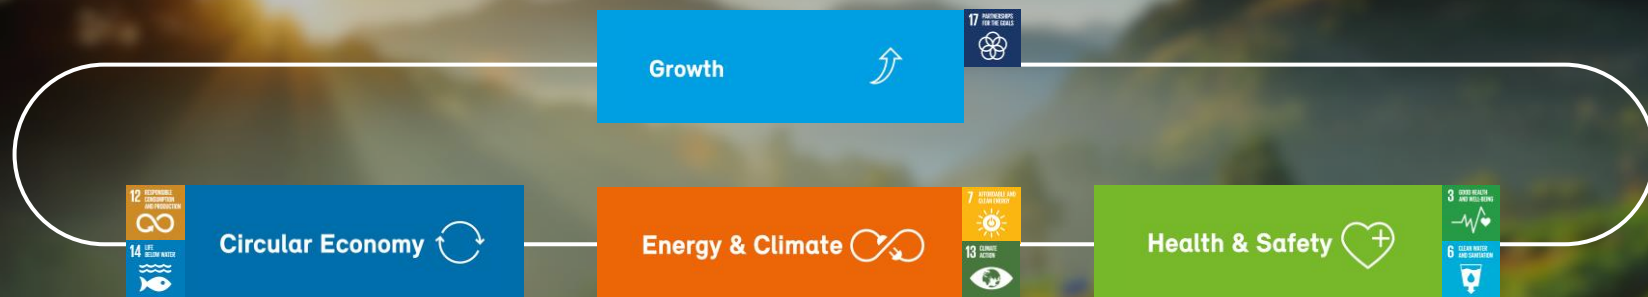 Growth
17 PARTNERSHIPS
FOR THE GOALS
12 RESPONSIBLE
CONSUMPTION
AND PRODUCTION
Circular Economy
14 LIFE
BELOW WATER
Energy & Climate
7 AFFORDABLE AND
CLEAN ENERGY
13 CLIMATE
ACTION
Health & Safety
3 GOOD HEALTH
AND WELL-BEING
6 CLEAN WATER
AND SANITATION